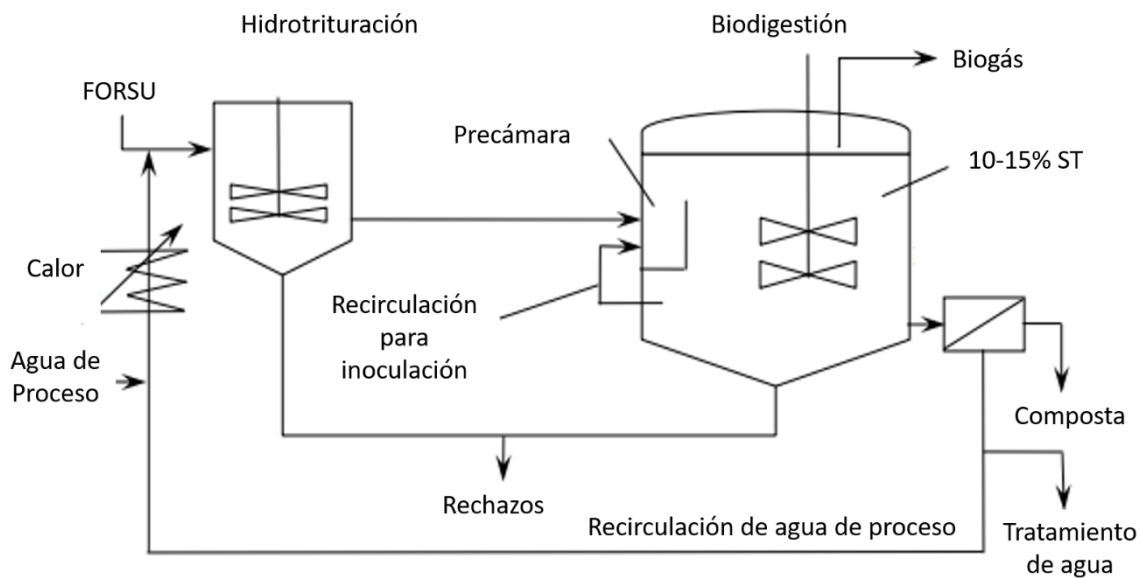 Hidrotrituración
Biodigestión
Biogás
FORSU
Precámara
10-15% ST
Calor
Recirculación
para
inoculación
Agua de
Proceso
Composta
Rechazos
Recirculación de agua de proceso
Tratamiento
de agua